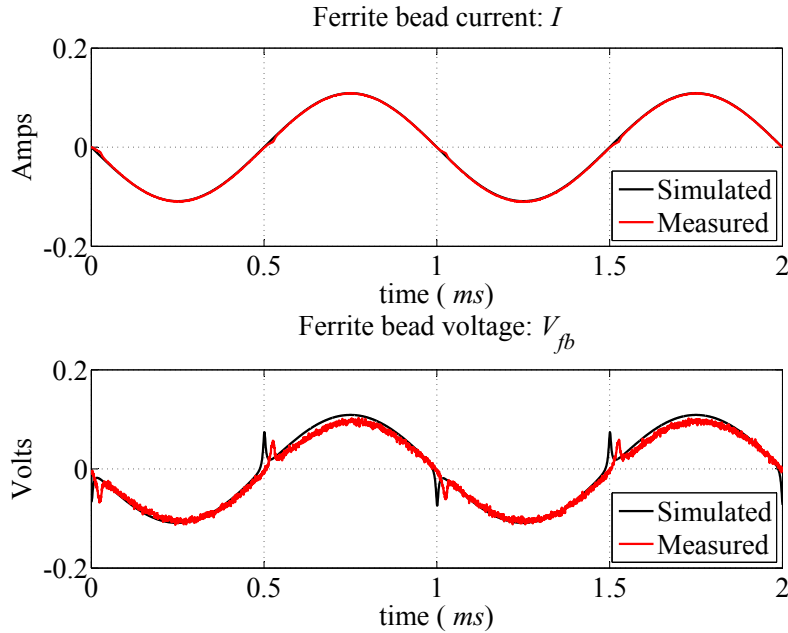 Ferrite bead current: I
0.2
0
-0.2
Amps
Simulated
Measured
0 0.5 1 1.5 2
time ( ms)
Ferrite bead voltage: V_fb
0.2
0
-0.2
Volts
Simulated
Measured
0 0.5 1 1.5 2
time ( ms)